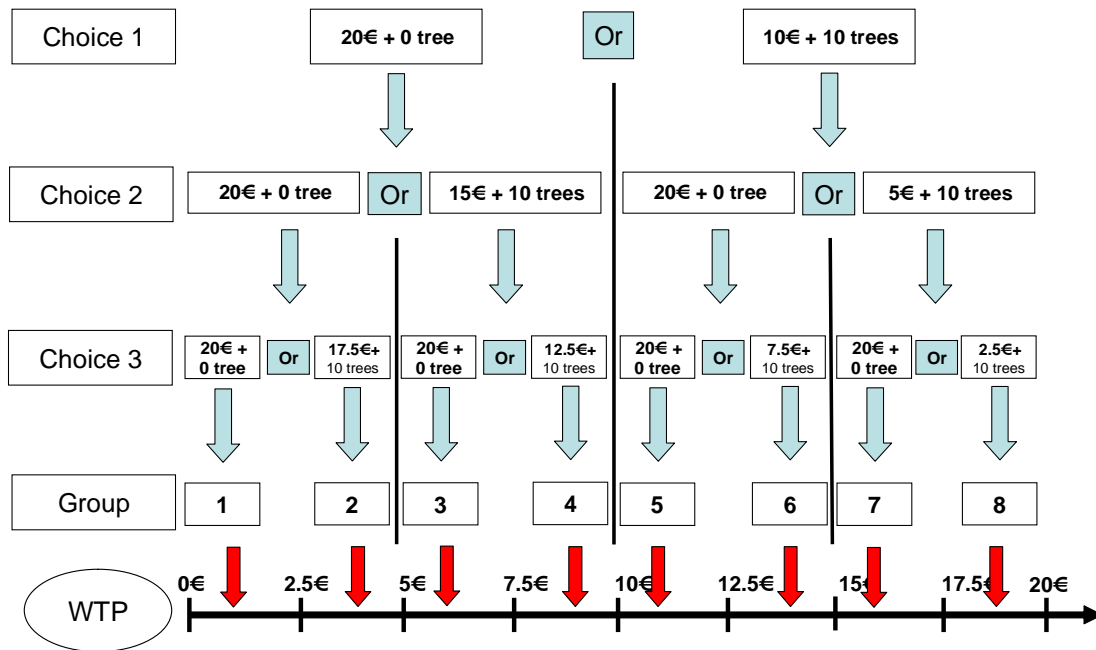 Choice 1
20€ + 0 tree
Or
10€ + 10 trees
Choice 2
20€ + 0 tree
Or
15€ + 10 trees
20€ + 0 tree
Or
5€ + 10 trees
Choice 3
20€ +
0 tree
Or
17.5€+
10 trees
20€ +
0 tree
Or
12.5€+
10 trees
20€ +
0 tree
Or
7.5€+
10 trees
20€ +
0 tree
Or
2.5€+
10 trees
Group
1
2
3
4
5
6
7
8
WTP
0€
2.5€
5€
7.5€
10€
12.5€
15€
17.5€
20€